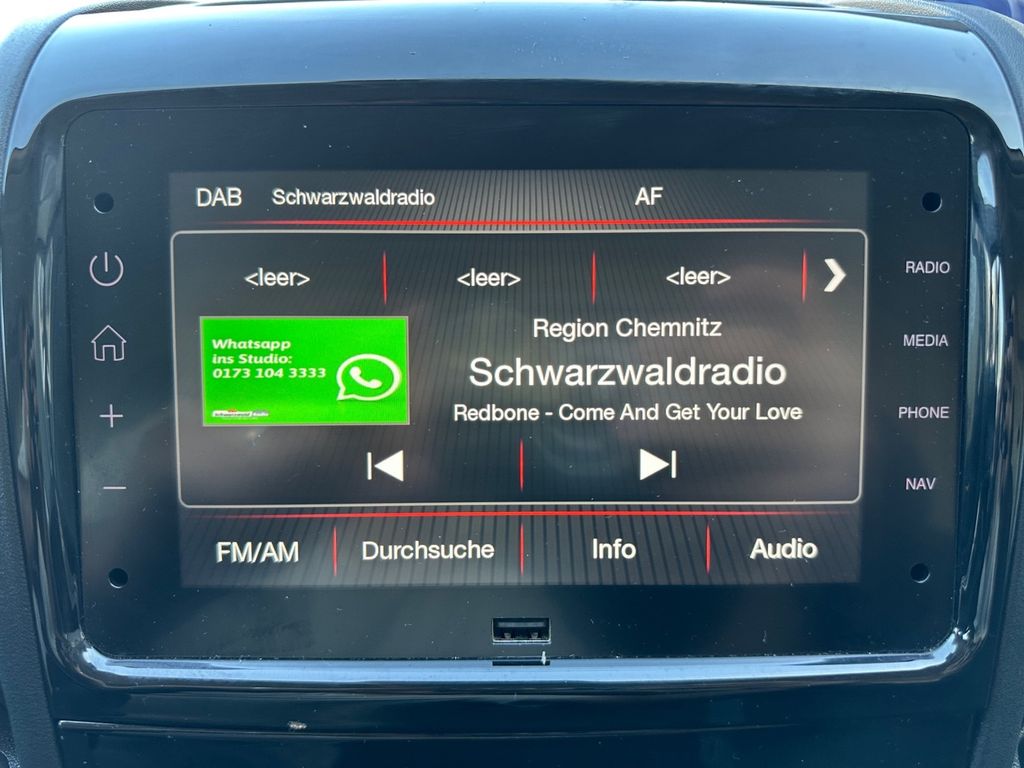 DAB Schwarzwaldradio AF
<leer> <leer> <leer>
RADIO
Whatsapp
ins Studio:
0173 104 3333
Region Chemnitz
Schwarzwaldradio
Redbone - Come And Get Your Love
MEDIA
PHONE
NAV
FM/AM Durchsuche Info Audio